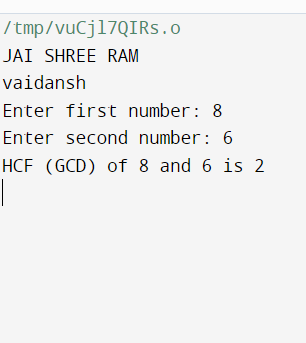 /tmp/vuCjl7QIRs.o
JAI SHREE RAM
vaidansh
Enter first number: 8
Enter second number: 6
HCF (GCD) of 8 and 6 is 2